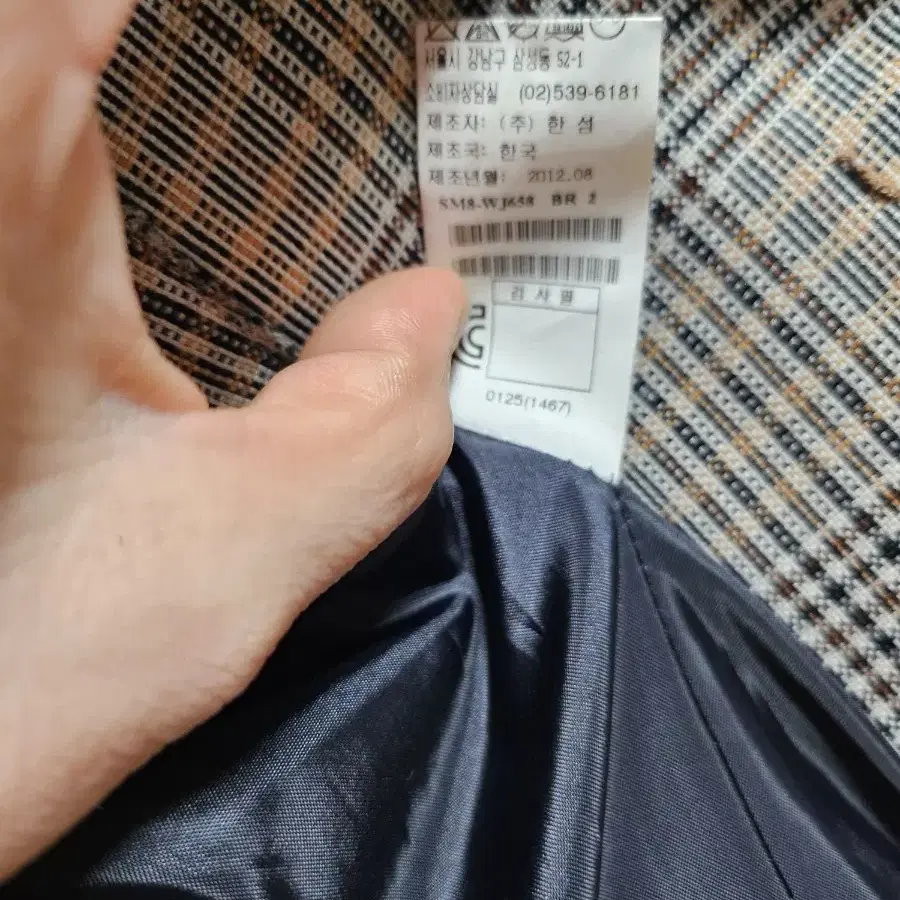 서울시 강남구 삼성동 52-1
소비자상담실 (02)539-6181
제조자: (주) 한 섬
제조국: 한국
제조년월: 2012.08
SM8-WJ658 BR 2
검 사 필
0125(1467)